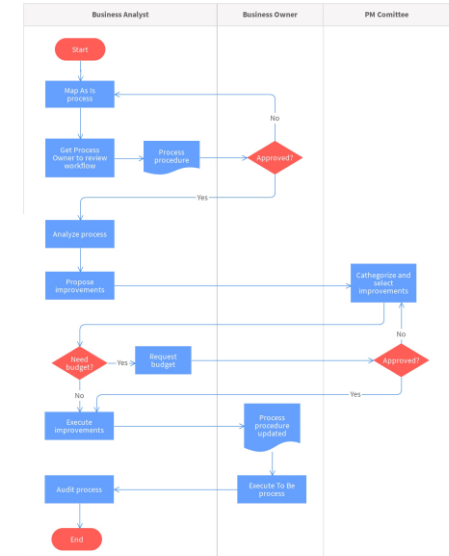 Business Analyst
Business Owner
PM Comittee
Start
Map As Is
process
No
Get Process
Owner to review
workflow
Process
procedure
Approved?
Yes
Analyze process
Propose
improvements
Cathegorize and
select
improvements
No
Need
budget?
Yes
Request
budget
Approved?
No
Yes
Execute
improvements
Process
procedure
updated
Audit process
Execute To Be
process
End